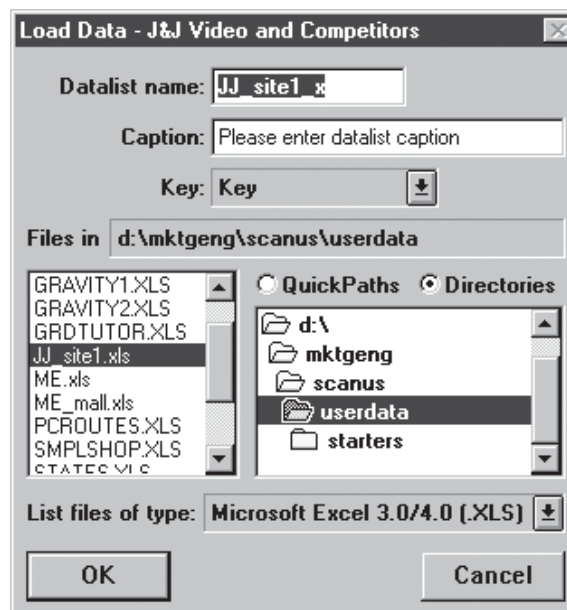 Load Data - J&J Video and Competitors
Datalist name: JJ_site1_x
Caption: Please enter datalist caption
Key: Key
Files in d:\mktgeng\scanus\userdata
QuickPaths Directories
GRAVITY1.XLS
GRAVITY2.XLS
GRDTUTOR.XLS
JJ_site1.xls
ME.xls
ME_mall.xls
PCROUTES.XLS
SMPLSHOP.XLS
STATES.XLS
d:\
mktgeng
scanus
userdata
starters
List files of type: Microsoft Excel 3.0/4.0 (.XLS)
OK Cancel